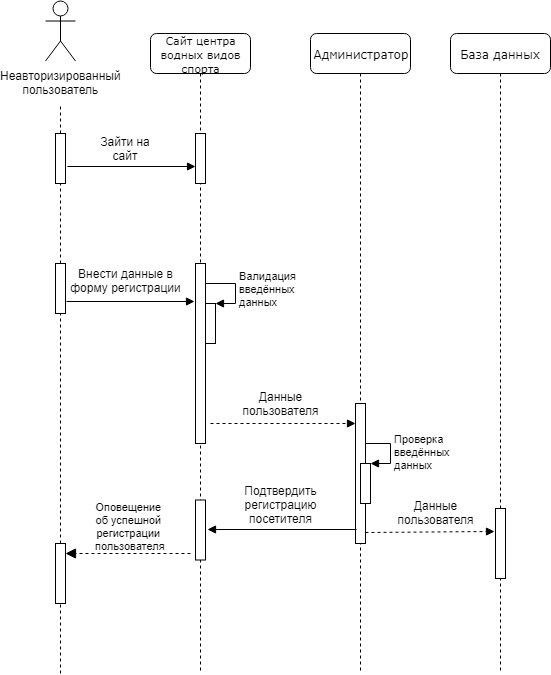 Неавторизированный
пользователь
Сайт центра
водных видов
спорта
Администратор
База данных
Зайти на
сайт
Внести данные в
форму регистрации
Валидация
введённых
данных
Данные
пользователя
Проверка
введённых
данных
Подтвердить
регистрацию
посетителя
Данные
пользователя
Оповещение
об успешной
регистрации
пользователя